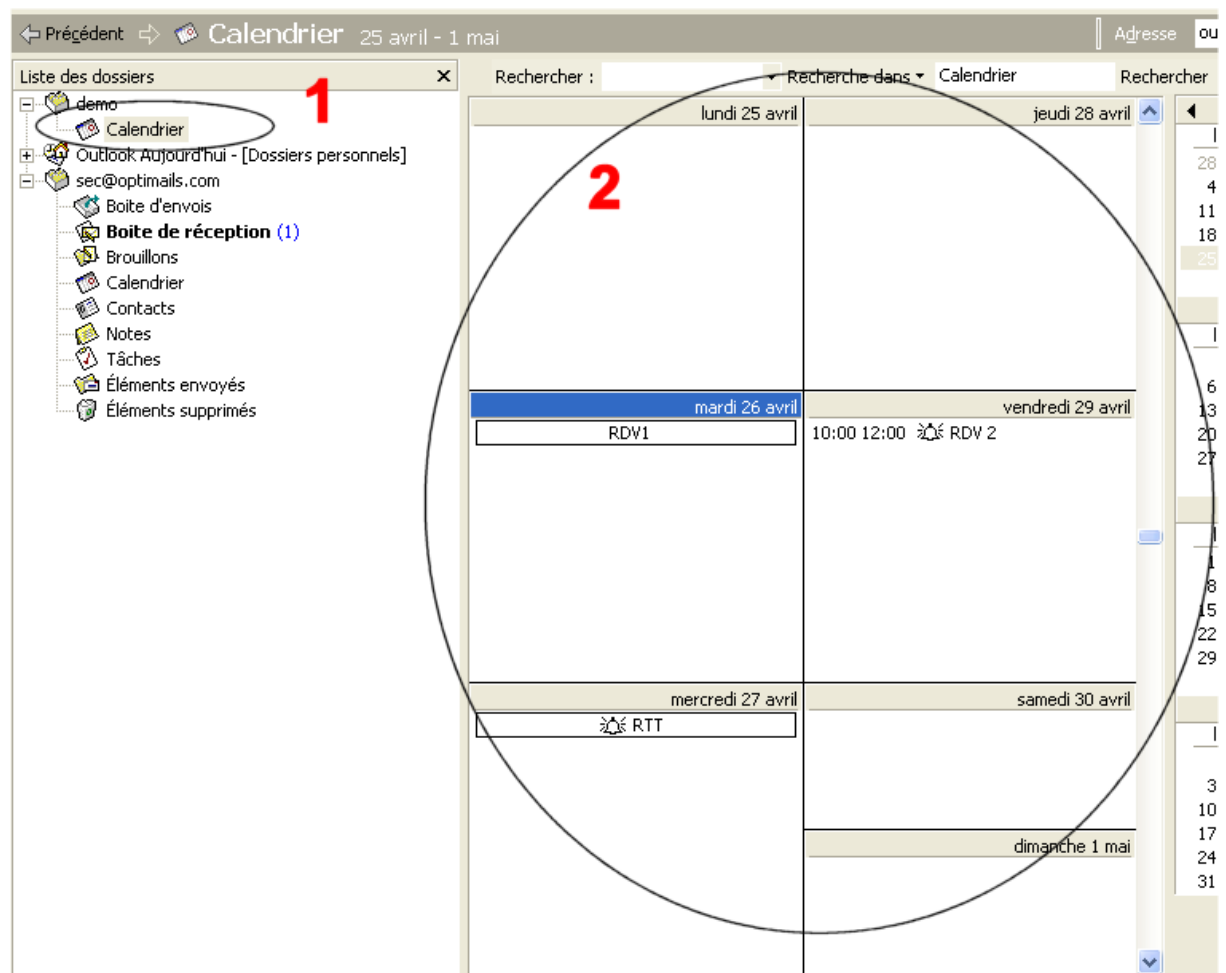 Précédent Calendrier 25 avril - 1 mai Adresse ou
Liste des dossiers
Rechercher : Recherche dans Calendrier Rechercher
1
demo
Calendrier
Outlook Aujourd'hui - [Dossiers personnels]
sec@optimails.com
Boite d'envois
Boite de réception (1)
Brouillons
Calendrier
Contacts
Notes
Tâches
Éléments envoyés
Éléments supprimés
2
lundi 25 avril
jeudi 28 avril
mardi 26 avril
RDV1
vendredi 29 avril
10:00 12:00 RDV 2
mercredi 27 avril
RTT
samedi 30 avril
dimanche 1 mai
l
28
4
11
18
25
l
6
13
20
27
l
1
8
15
22
29
l
3
10
17
24
31